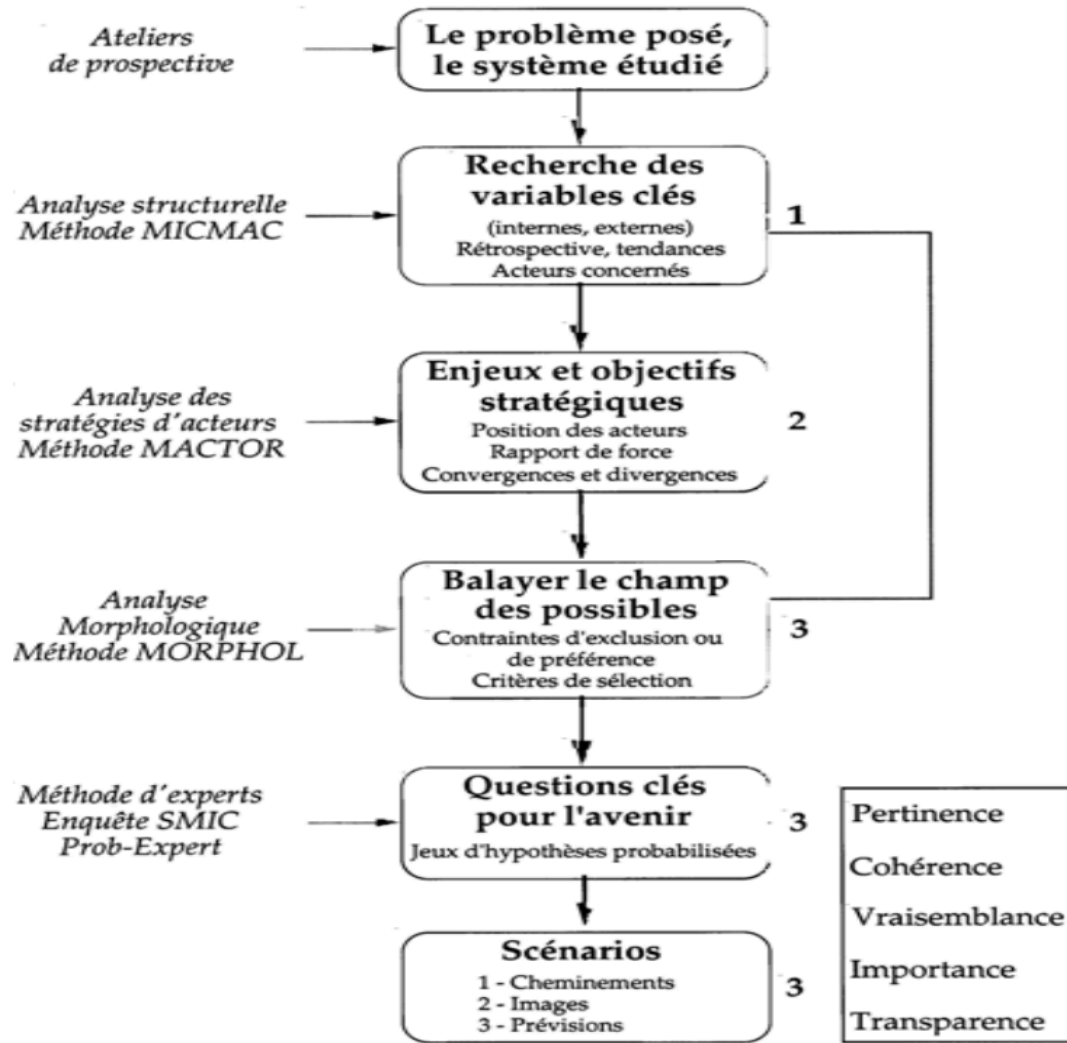 Ateliers
de prospective
Le problème posé,
le système étudié
Analyse structurelle
Méthode MICMAC
Recherche des
variables clés
(internes, externes)
Rétrospective, tendances
Acteurs concernés
1
Analyse des
stratégies d'acteurs
Méthode MACTOR
Enjeux et objectifs
stratégiques
Position des acteurs
Rapport de force
Convergences et divergences
2
Analyse
Morphologique
Méthode MORPHOL
Balayer le champ
des possibles
Contraintes d'exclusion ou
de préférence
Critères de sélection
3
Méthode d'experts
Enquête SMIC
Prob-Expert
Questions clés
pour l'avenir
Jeux d'hypothèses probabilisées
3
Scénarios
1 - Cheminements
2 - Images
3 - Prévisions
3
Pertinence
Cohérence
Vraisemblance
Importance
Transparence